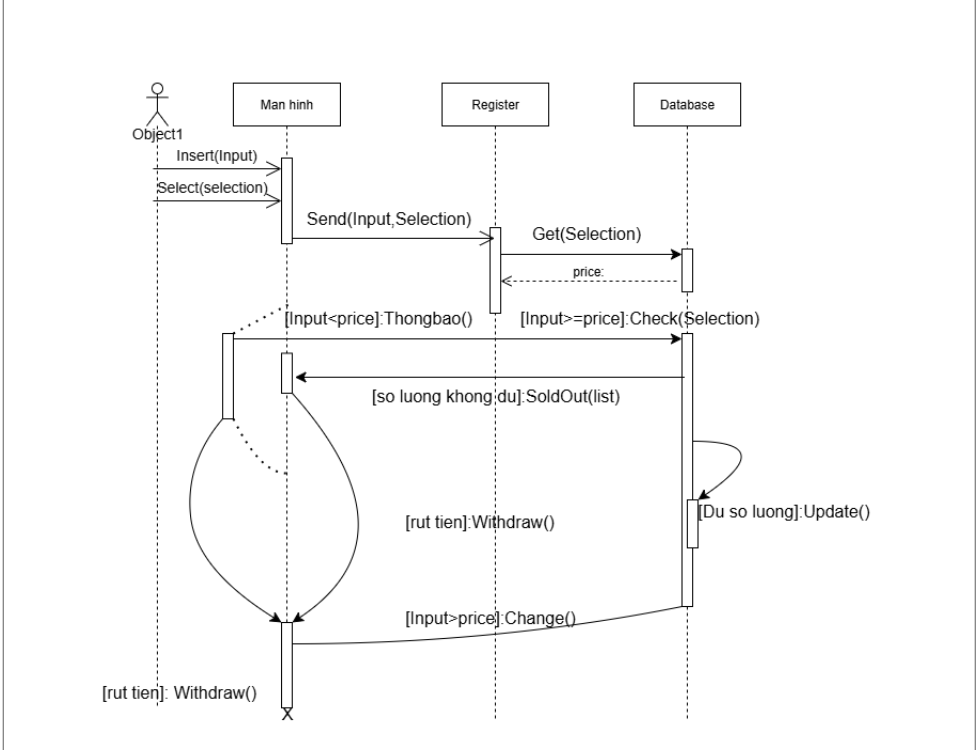 Object1
Man hinh
Register
Database
Insert(Input)
Select(selection)
Send(Input,Selection)
Get(Selection)
price:
[Input<price]:Thongbao()
[Input>=price]:Check(Selection)
[so luong khong du]:SoldOut(list)
[Du so luong]:Update()
[rut tien]:Withdraw()
[Input>price]:Change()
[rut tien]: Withdraw()
X